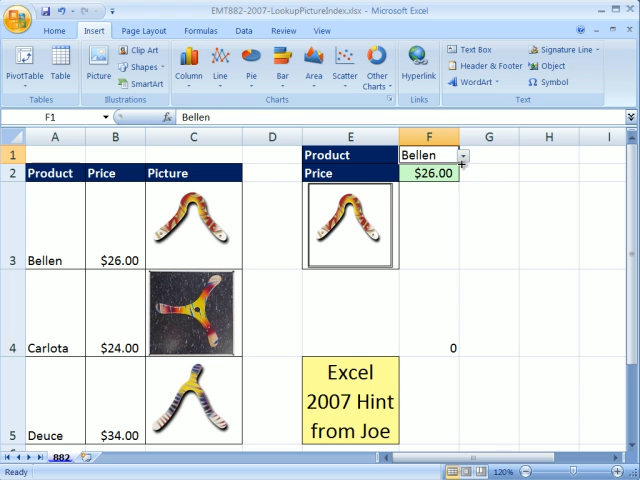 EMT882-2007-LookupPictureIndex.xlsx - Microsoft Excel
Home Insert Page Layout Formulas Data Review View
PivotTable Table Picture Clip Art Shapes SmartArt Column Line Pie Bar Area Scatter Other Charts Hyperlink Text Box Header & Footer WordArt Signature Line Object Symbol
Tables Illustrations Charts Links Text
F1 fx Bellen
A B C D E F G H I
1 Product Bellen
2 Product Price Picture Price $26.00
3 Bellen $26.00
4 Carlota $24.00 0
5 Deuce $34.00
Excel
2007 Hint
from Joe
882
Ready 120%